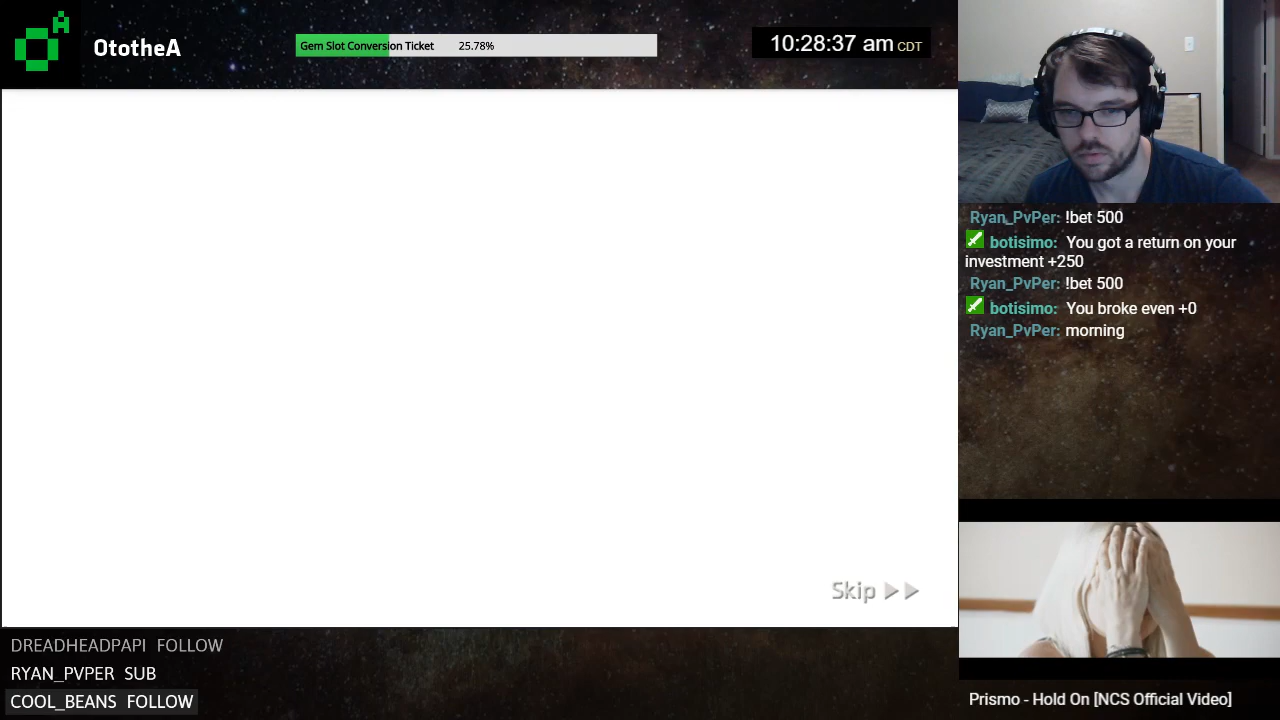 A
OtotheA
Gem Slot Conversion Ticket 25.78%
10:28:37 am CDT
Ryan_PvPer: !bet 500
botisimo: You got a return on your
investment +250
Ryan_PvPer: !bet 500
botisimo: You broke even +0
Ryan_PvPer: morning
Skip
DREADHEADPAPI FOLLOW
RYAN_PVPER SUB
COOL_BEANS FOLLOW
Prismo - Hold On [NCS Official Video]